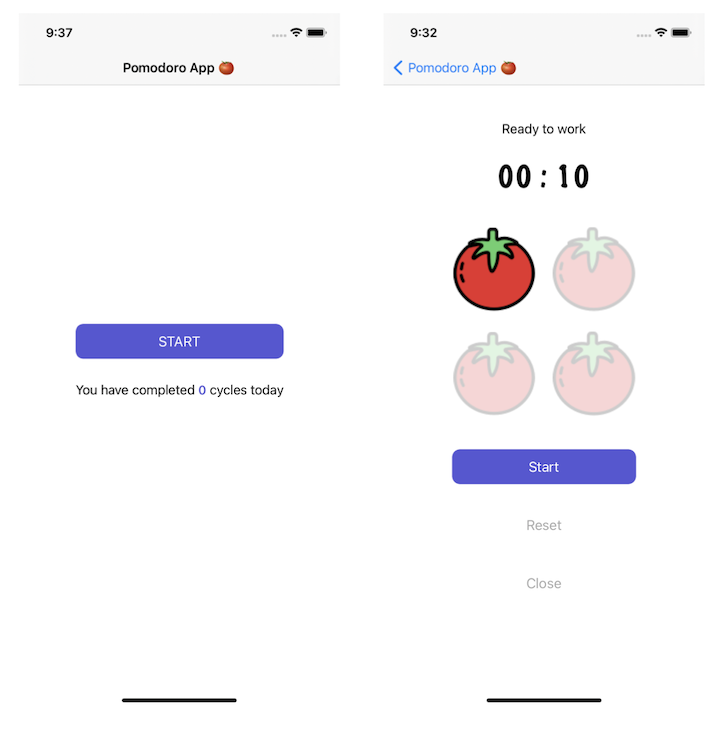 9:37
Pomodoro App 🍅
START
You have completed 0 cycles today
9:32
Pomodoro App 🍅
Ready to work
00:10
Start
Reset
Close